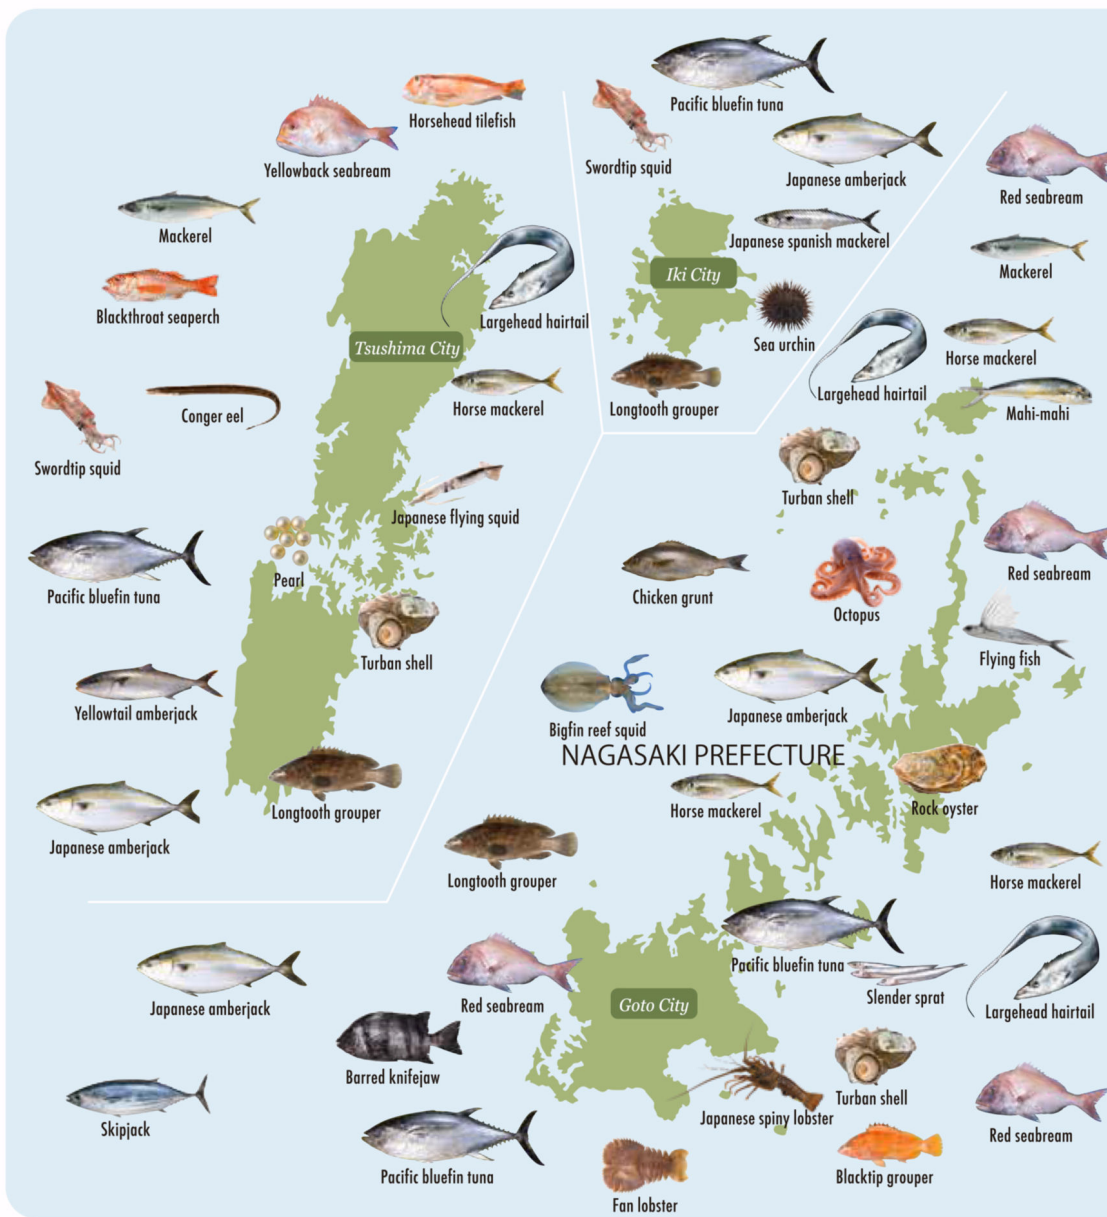 Pacific bluefin tuna
Horsehead tilefish
Swordtip squid
Yellowback seabream
Japanese amberjack
Red seabream
Mackerel
Japanese spanish mackerel
Iki City
Mackerel
Blackthroat seaperch
Largehead hairtail
Sea urchin
Tsushima City
Horse mackerel
Conger eel
Horse mackerel
Longtooth grouper
Largehead hairtail
Mahi-mahi
Swordtip squid
Turban shell
Japanese flying squid
Pearl
Pacific bluefin tuna
Chicken grunt
Red seabream
Octopus
Turban shell
Flying fish
Yellowtail amberjack
Bigfin reef squid
Japanese amberjack
NAGASAKI PREFECTURE
Longtooth grouper
Horse mackerel
Rock oyster
Japanese amberjack
Longtooth grouper
Horse mackerel
Pacific bluefin tuna
Japanese amberjack
Red seabream
Goto City
Slender sprat
Largehead hairtail
Barred knifejaw
Skipjack
Japanese spiny lobster
Turban shell
Red seabream
Pacific bluefin tuna
Fan lobster
Blacktip grouper